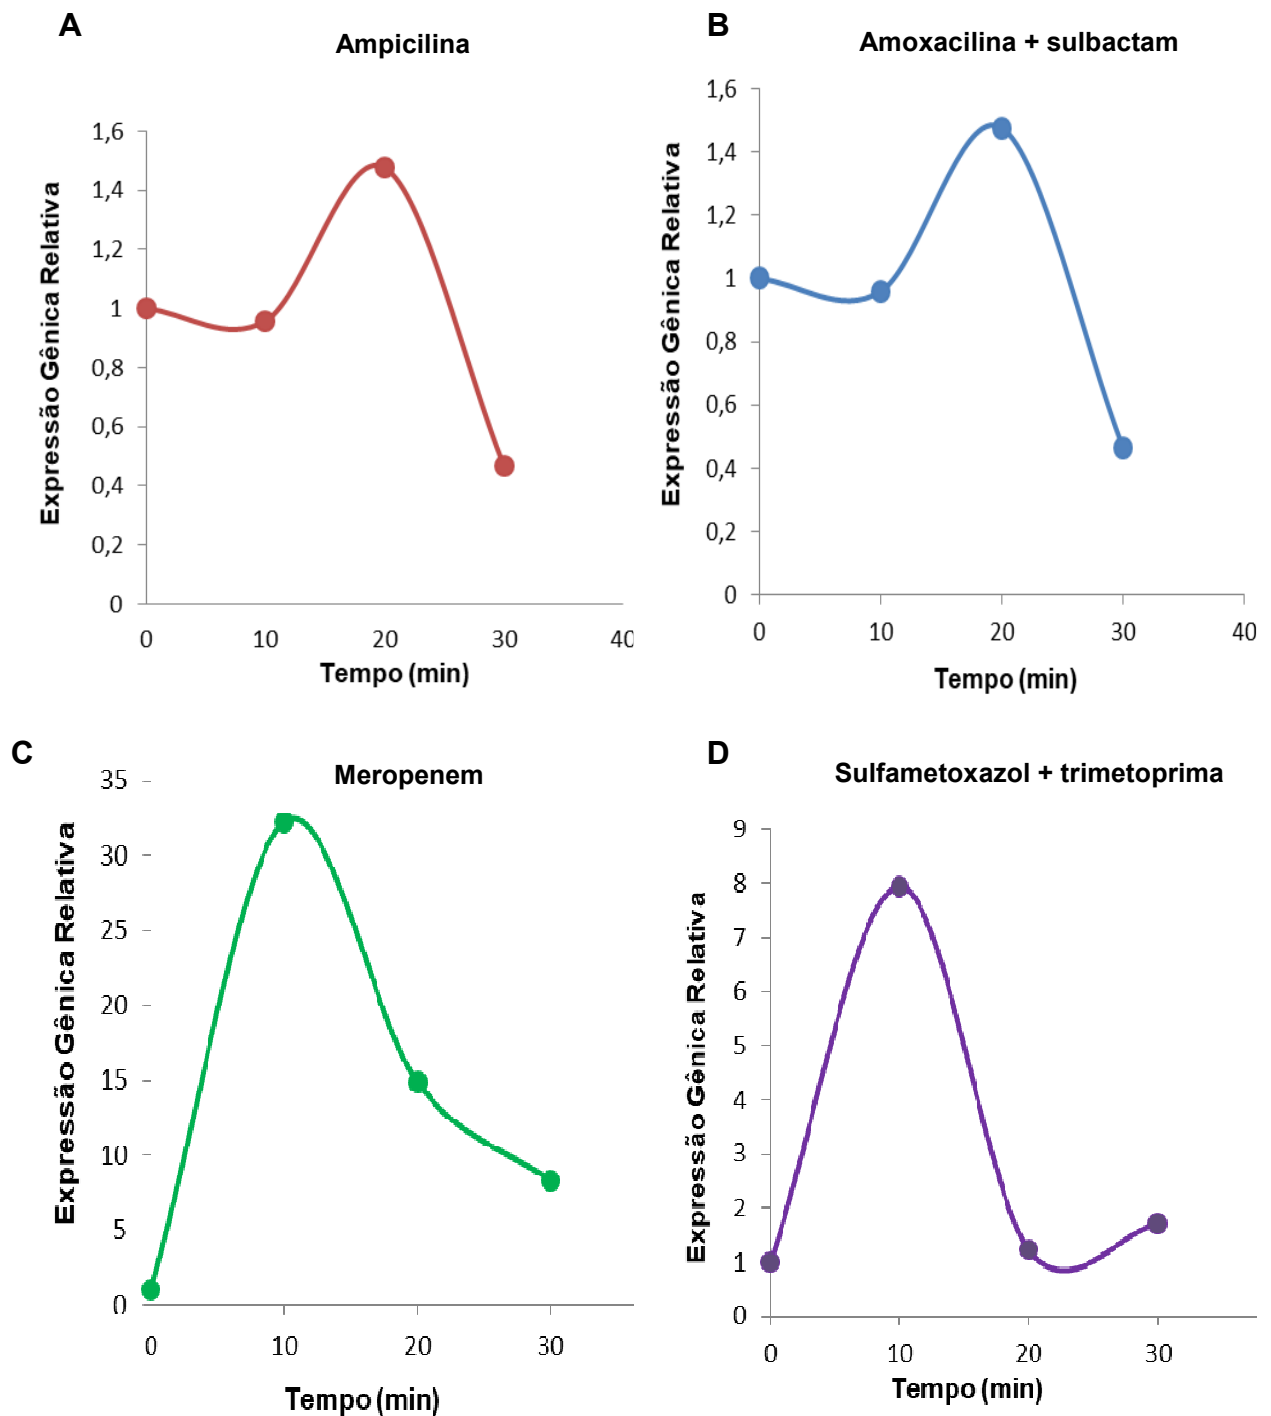 A
Ampicilina
Expressão Gênica Relativa
1,6
1,4
1,2
1
0,8
0,6
0,4
0,2
0
0 10 20 30 40
Tempo (min)
B
Amoxacilina + sulbactam
Expressão Gênica Relativa
1,6
1,4
1,2
1
0,8
0,6
0,4
0,2
0
0 10 20 30 40
Tempo (min)
C
Meropenem
Expressão Gênica Relativa
35
30
25
20
15
10
5
0
0 10 20 30
Tempo (min)
D
Sulfametoxazol + trimetoprima
Expressão Gênica Relativa
9
8
7
6
5
4
3
2
1
0
0 10 20 30
Tempo (min)